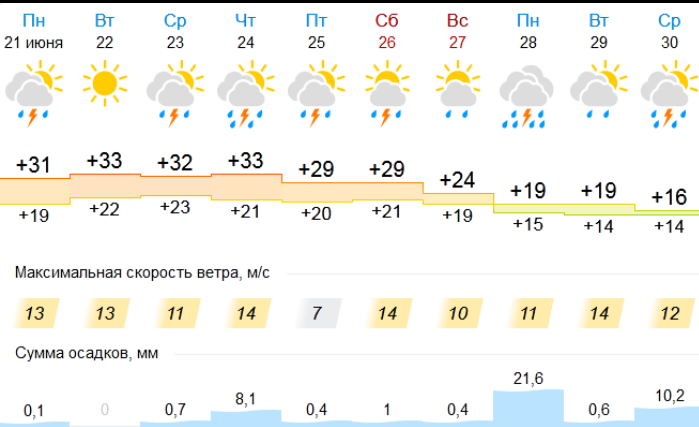 Пн Вт Ср Чт Пт Сб Вс Пн Вт Ср
21 июня 22 23 24 25 26 27 28 29 30
+31 +33 +32 +33 +29 +29 +24 +19 +19 +16
+19 +22 +23 +21 +20 +21 +19 +15 +14 +14
Максимальная скорость ветра, м/с
13 13 11 14 7 14 10 11 14 12
Сумма осадков, мм
0,1 0 0,7 8,1 0,4 1 0,4 21,6 0,6 10,2